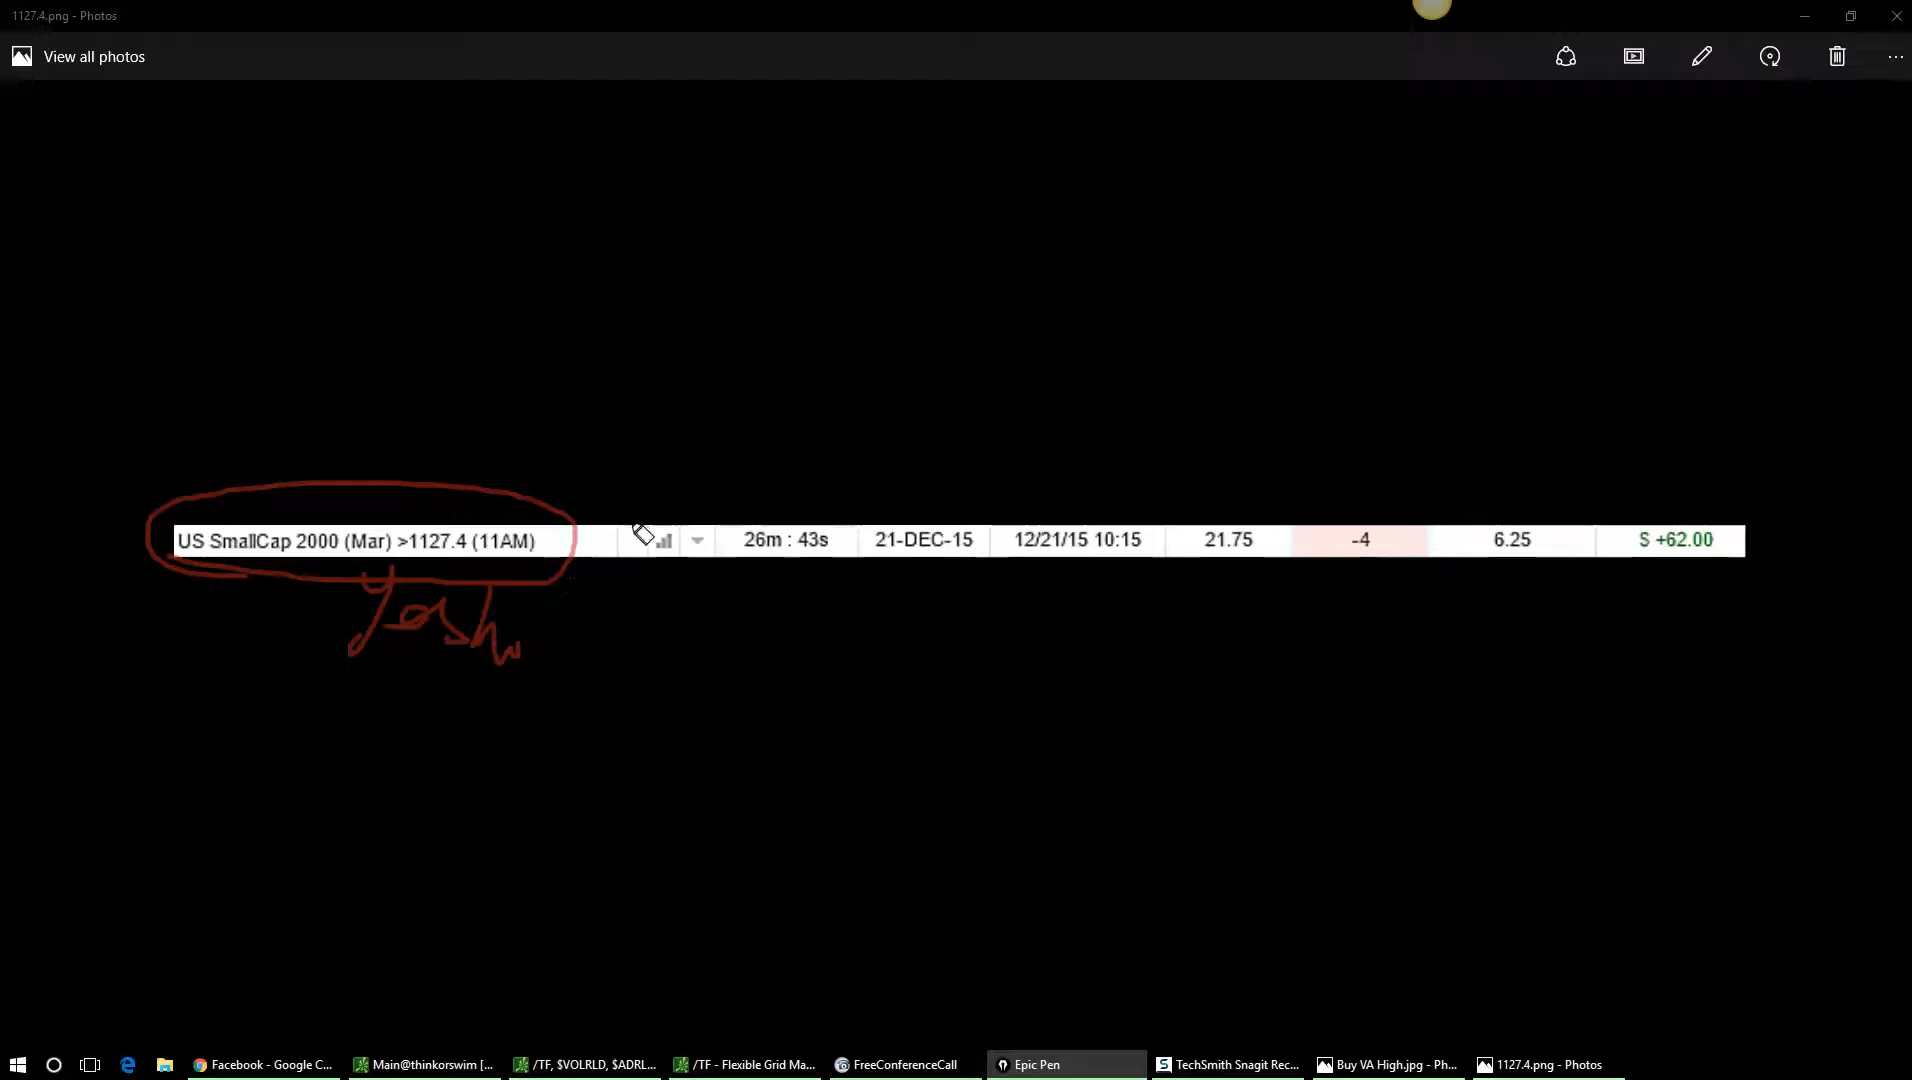 1127.4.png - Photos
View all photos
US SmallCap 2000 (Mar) >1127.4 (11AM) 26m : 43s 21-DEC-15 12/21/15 10:15 21.75 -4 6.25 $ +62.00
Facebook - Google C... Main@thinkorswim [... /TF, $VOLRLD, $ADRL... /TF - Flexible Grid Ma... FreeConferenceCall Epic Pen TechSmith Snagit Rec... Buy VA High.jpg - Ph... 1127.4.png - Photos